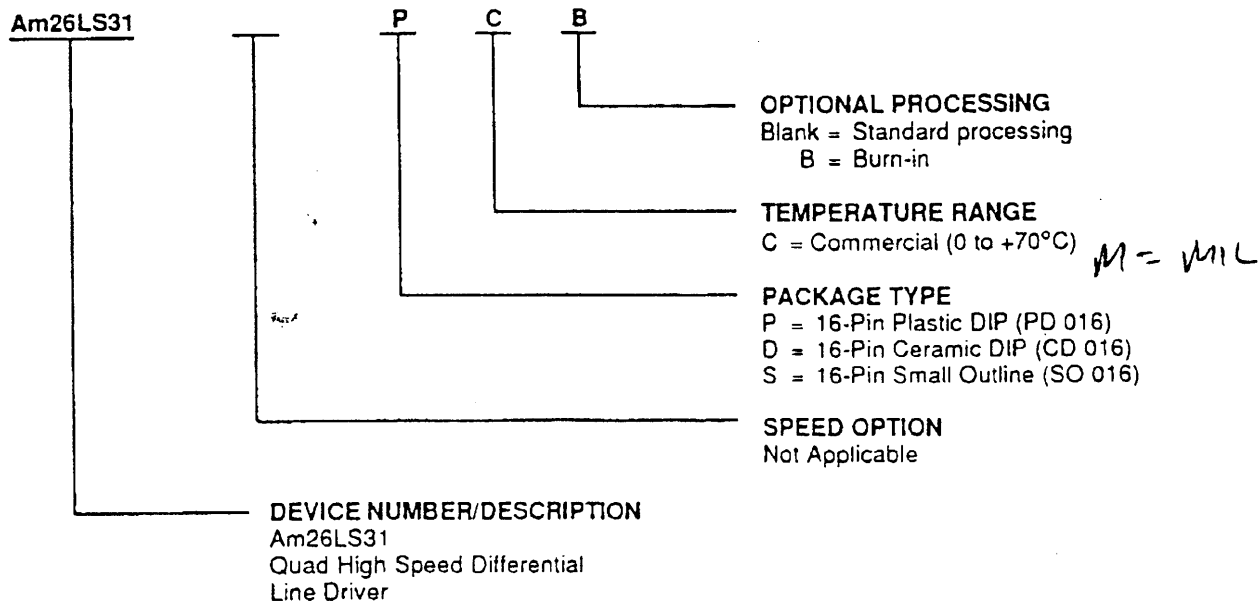 Am26LS31 P C B
OPTIONAL PROCESSING
Blank = Standard processing
B = Burn-in
TEMPERATURE RANGE
C = Commercial (0 to +70°C) M = MIL
PACKAGE TYPE
P = 16-Pin Plastic DIP (PD 016)
D = 16-Pin Ceramic DIP (CD 016)
S = 16-Pin Small Outline (SO 016)
SPEED OPTION
Not Applicable
DEVICE NUMBER/DESCRIPTION
Am26LS31
Quad High Speed Differential
Line Driver